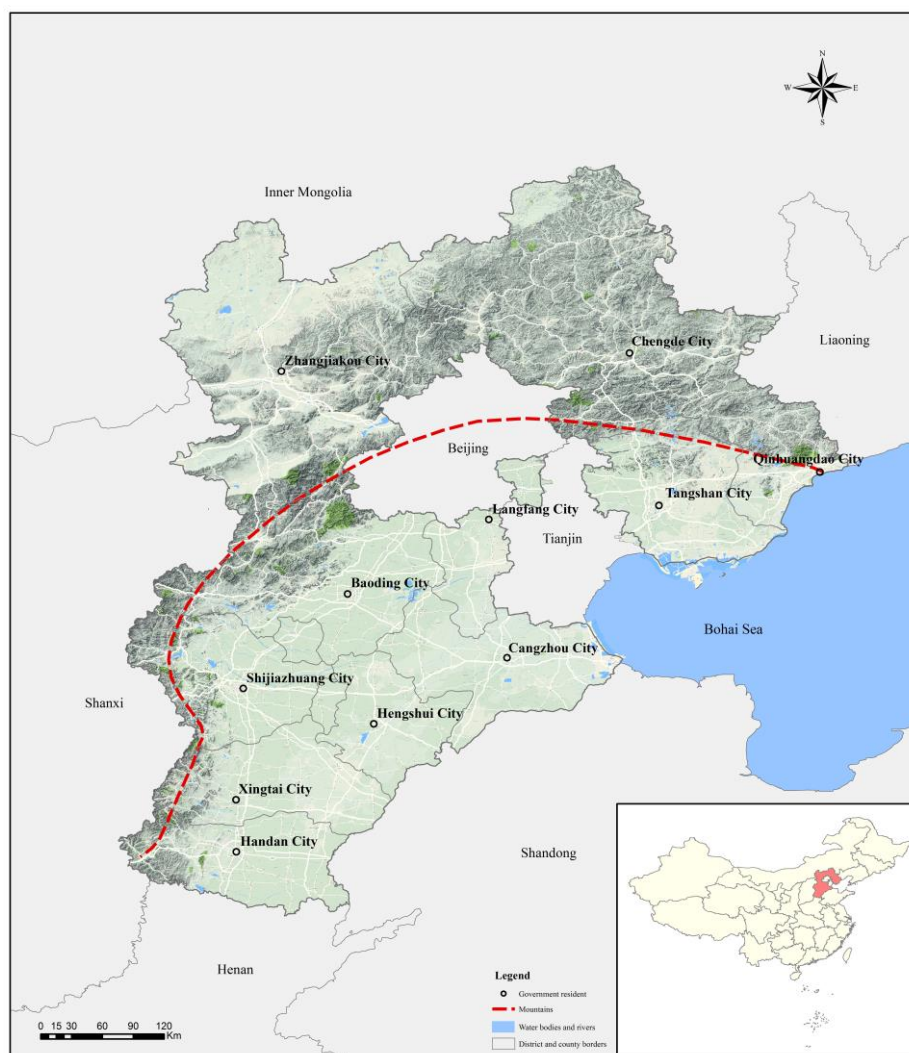 N
W
E
S
Inner Mongolia
Liaoning
Chengde City
Zhangjiakou City
Beijing
Qinhuangdao City
Tangshan City
Langfang City
Tianjin
Baoding City
Bohai Sea
Cangzhou City
Shijiazhuang City
Shanxi
Hengshui City
Xingtai City
Handan City
Shandong
Henan
Legend
Government resident
Mountains
Water bodies and rivers
District and county borders
0 15 30 60 90 120
Km